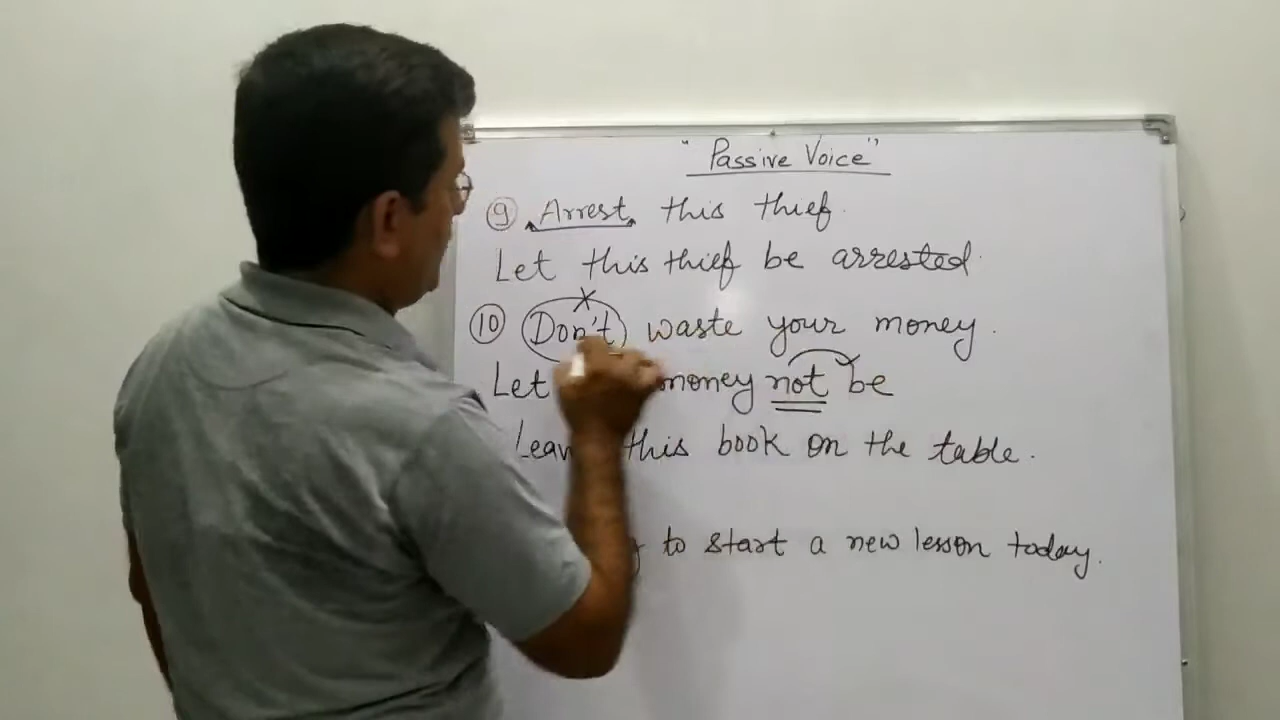 "Passive Voice"
9 Arrest this thief.
Let this thief be arrested.
10 Don't waste your money.
Let money not be
this book on the table.
to start a new lesson today.